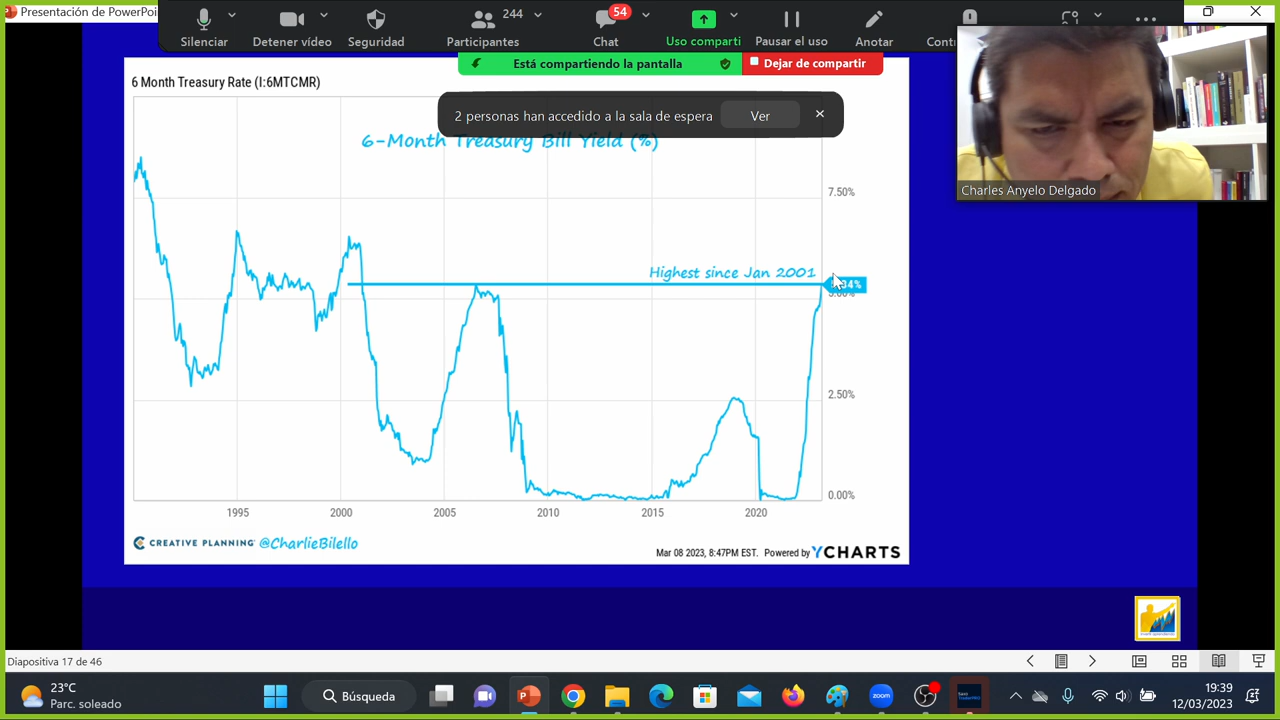 Presentación de PowerPoi
244
54
Silenciar
Detener vídeo
Seguridad
Participantes
Chat
Uso comparti
Pausar el uso
Anotar
Está compartiendo la pantalla
Dejar de compartir
2 personas han accedido a la sala de espera
Ver
Charles Anyelo Delgado
6 Month Treasury Rate (I:6MTCMR)
6-Month Treasury Bill Yield (%)
7.50%
Highest since Jan 2001
5.00%
2.50%
0.00%
1995
2000
2005
2010
2015
2020
CREATIVE PLANNING @CharlieBilello
Mar 08 2023, 8:47PM EST. Powered by YCHARTS
Diapositiva 17 de 46
23°C
Parc. soleado
Búsqueda
zoom
19:39
12/03/2023